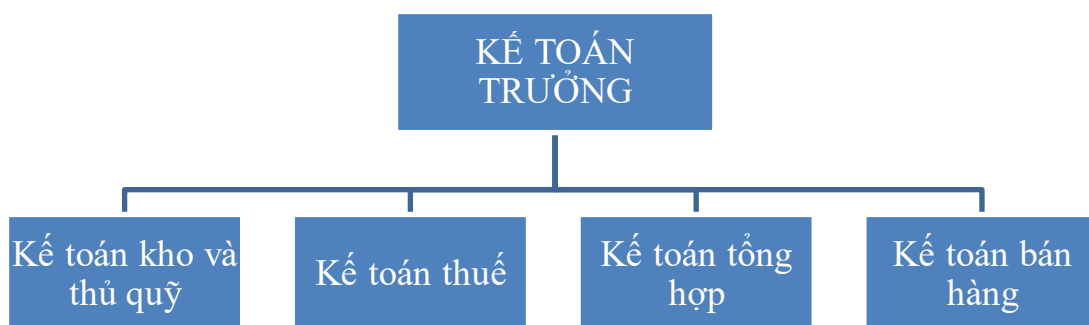 KẾ TOÁN
TRƯỞNG
Kế toán kho và
thủ quỹ
Kế toán thuế
Kế toán tổng
hợp
Kế toán bán
hàng